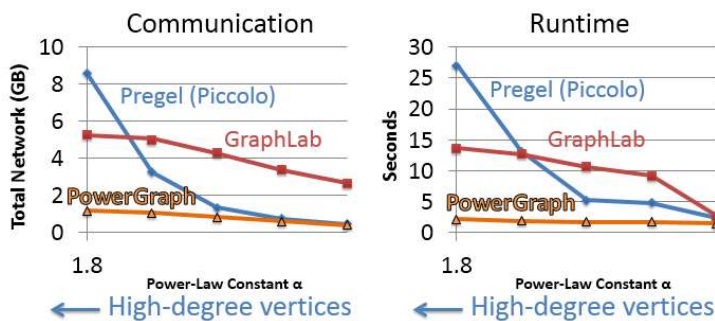 Communication
Total Network (GB)
10
8
6
4
2
0
Pregel (Piccolo)
GraphLab
PowerGraph
1.8
Power-Law Constant α
High-degree vertices
Runtime
Seconds
30
25
20
15
10
5
0
Pregel (Piccolo)
GraphLab
PowerGraph
1.8
Power-Law Constant α
High-degree vertices